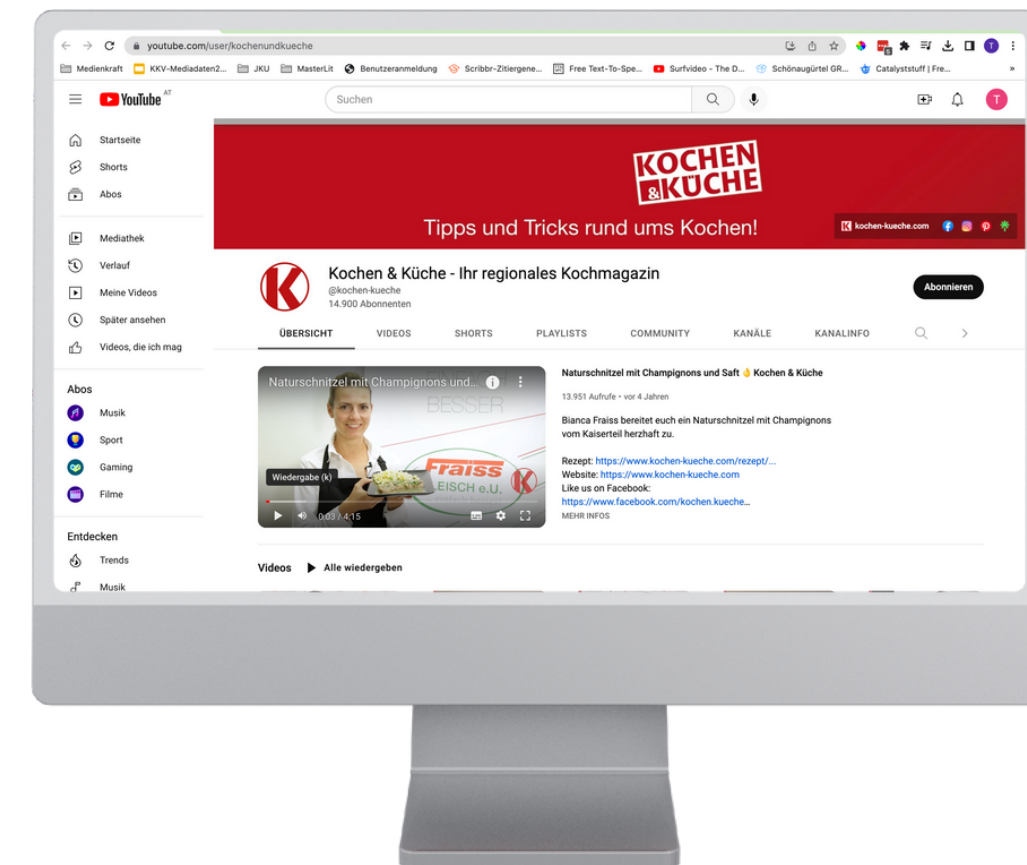 youtube.com/user/kochenundkueche
Medienkraft KKV-Mediadaten2... JKU MasterLit Benutzeranmeldung Scribbr-Zitiergene... Free Text-To-Spe... Surfvideo - The D... Schönaugürtel GR... Catalyststuff | Fre... »
YouTube AT
Suchen
T
T
Startseite
Shorts
Abos
Mediathek
Verlauf
Meine Videos
Später ansehen
Videos, die ich mag
Abos
Musik
Sport
Gaming
Filme
Entdecken
Trends
Musik
KOCHEN
&KÜCHE
Tipps und Tricks rund ums Kochen!
K kochen-kueche.com
K
Kochen & Küche - Ihr regionales Kochmagazin
@kochen-kueche
14.900 Abonnenten
Abonnieren
ÜBERSICHT VIDEOS SHORTS PLAYLISTS COMMUNITY KANÄLE KANALINFO
Naturschnitzel mit Champignons und...
BESSER
Fraiss
FLEISCH e.U.
K
Wiedergabe (k)
0:03 / 4:15
Naturschnitzel mit Champignons und Saft 👌 Kochen & Küche
13.951 Aufrufe • vor 4 Jahren
Bianca Fraiss bereitet euch ein Naturschnitzel mit Champignons
vom Kaiserteil herzhaft zu.
Rezept: https://www.kochen-kueche.com/rezept/...
Website: https://www.kochen-kueche.com
Like us on Facebook:
https://www.facebook.com/kochen.kueche...
MEHR INFOS
Videos Alle wiedergeben